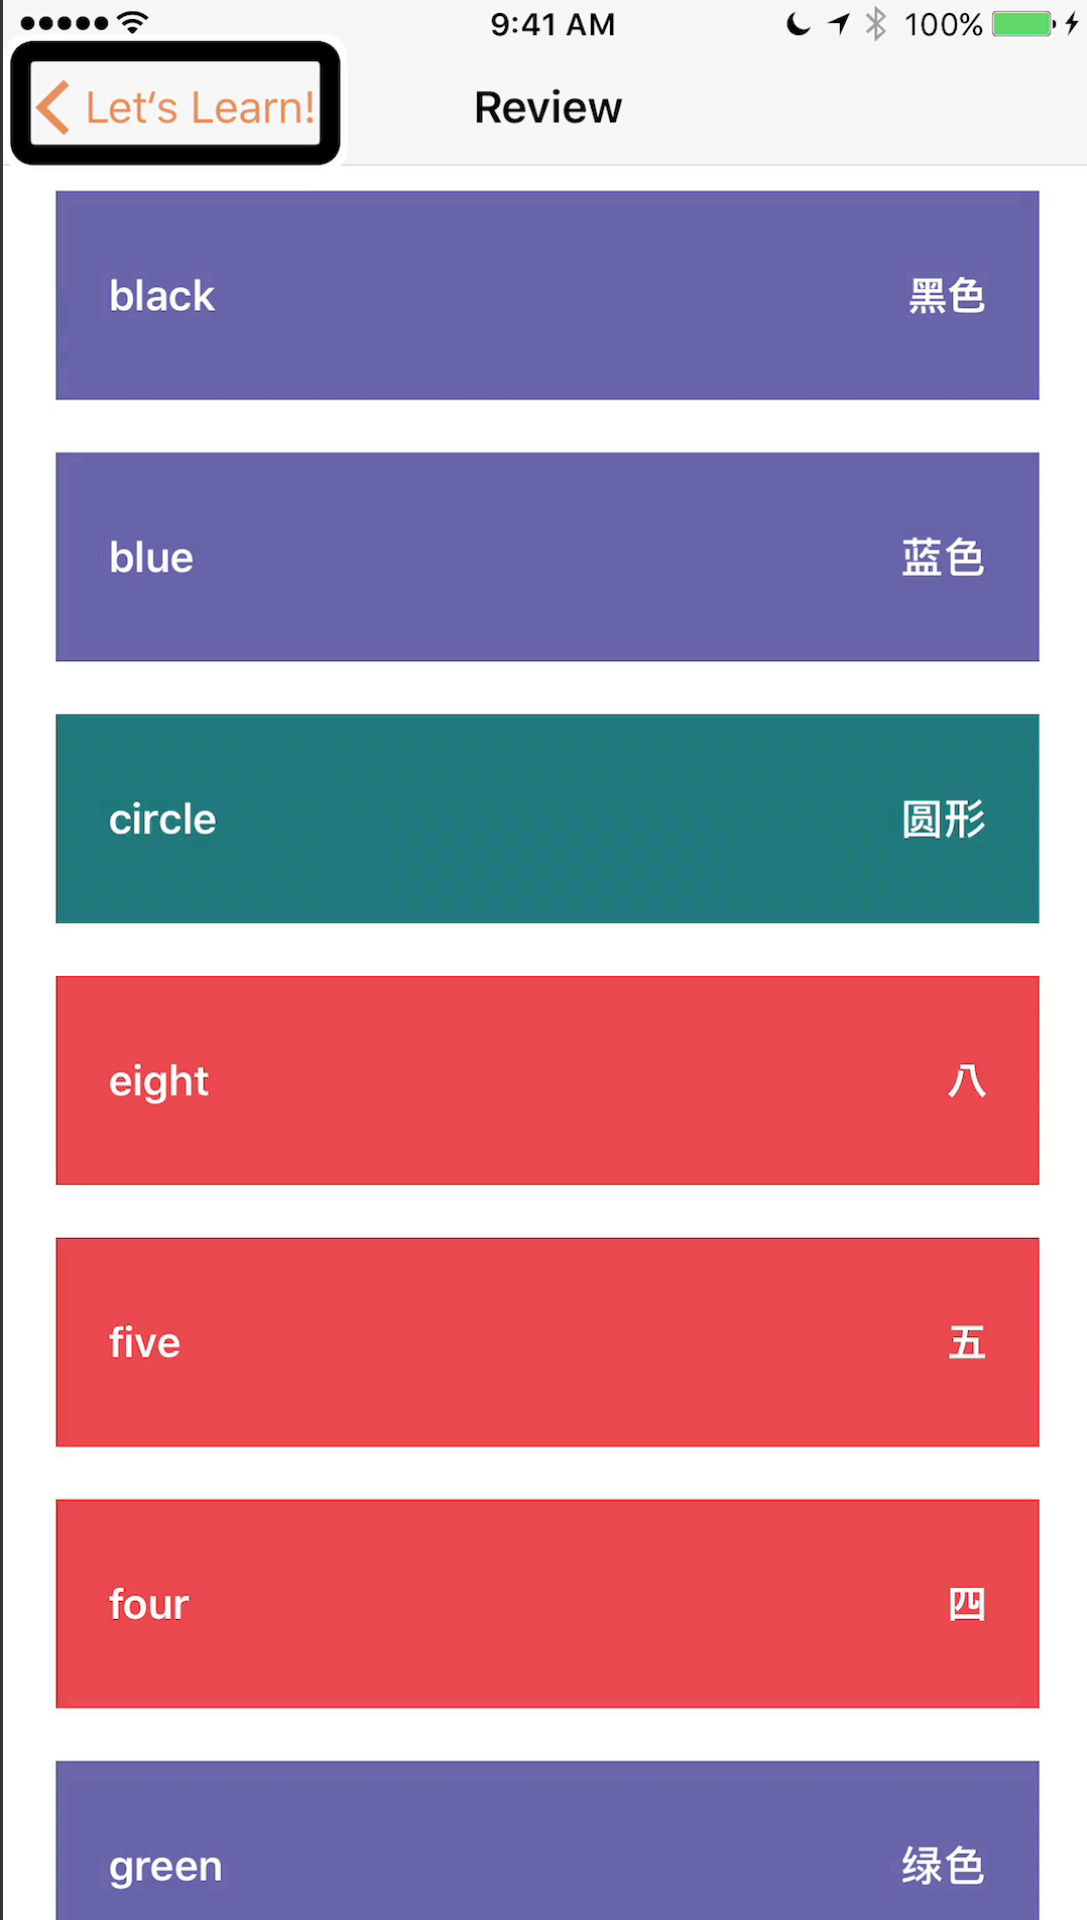 9:41 AM 100%
Let‘s Learn! Review
black 黑色
blue 蓝色
circle 圆形
eight 八
five 五
four 四
green 绿色